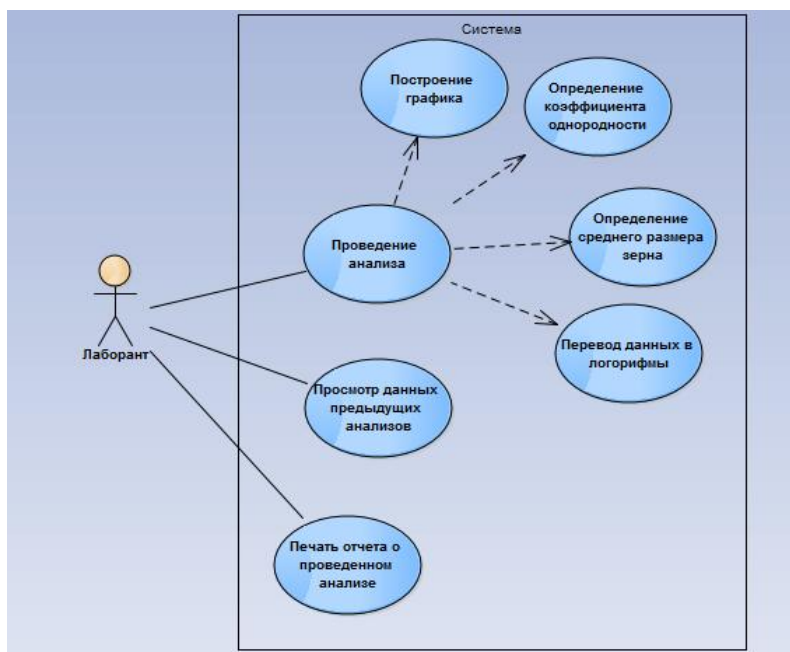 Система
Построение
графика
Определение
коэффициента
однородности
Проведение
анализа
Определение
среднего размера
зерна
Лаборант
Перевод данных в
логорифмы
Просмотр данных
предыдущих
анализов
Печать отчета о
проведенном
анализе